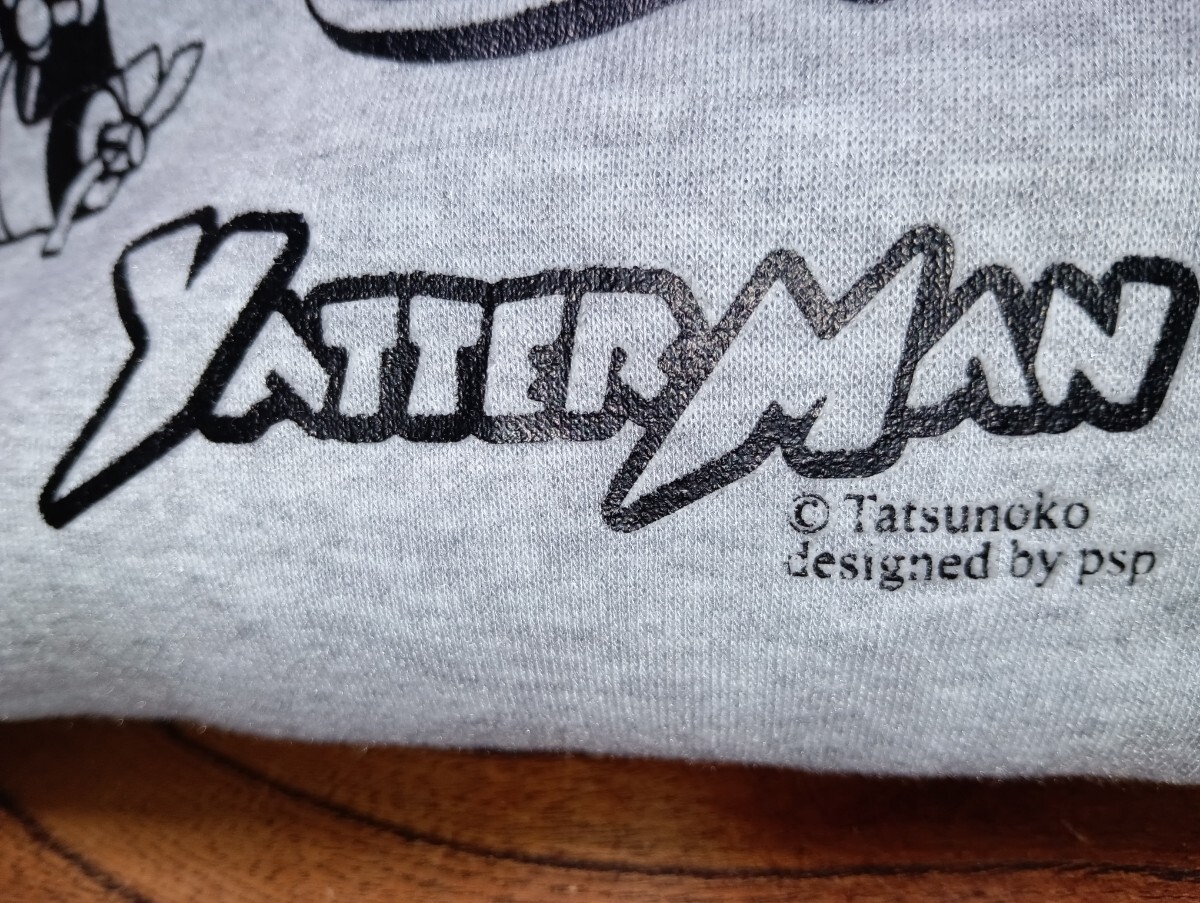 YATTERMAN
© Tatsunoko
designed by psp